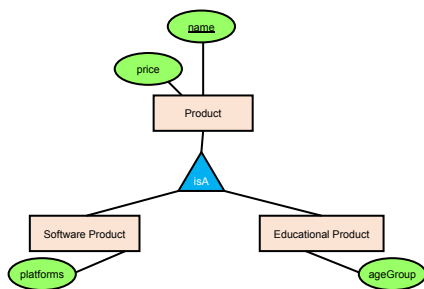 name
price
Product
isA
Software Product
Educational Product
platforms
ageGroup